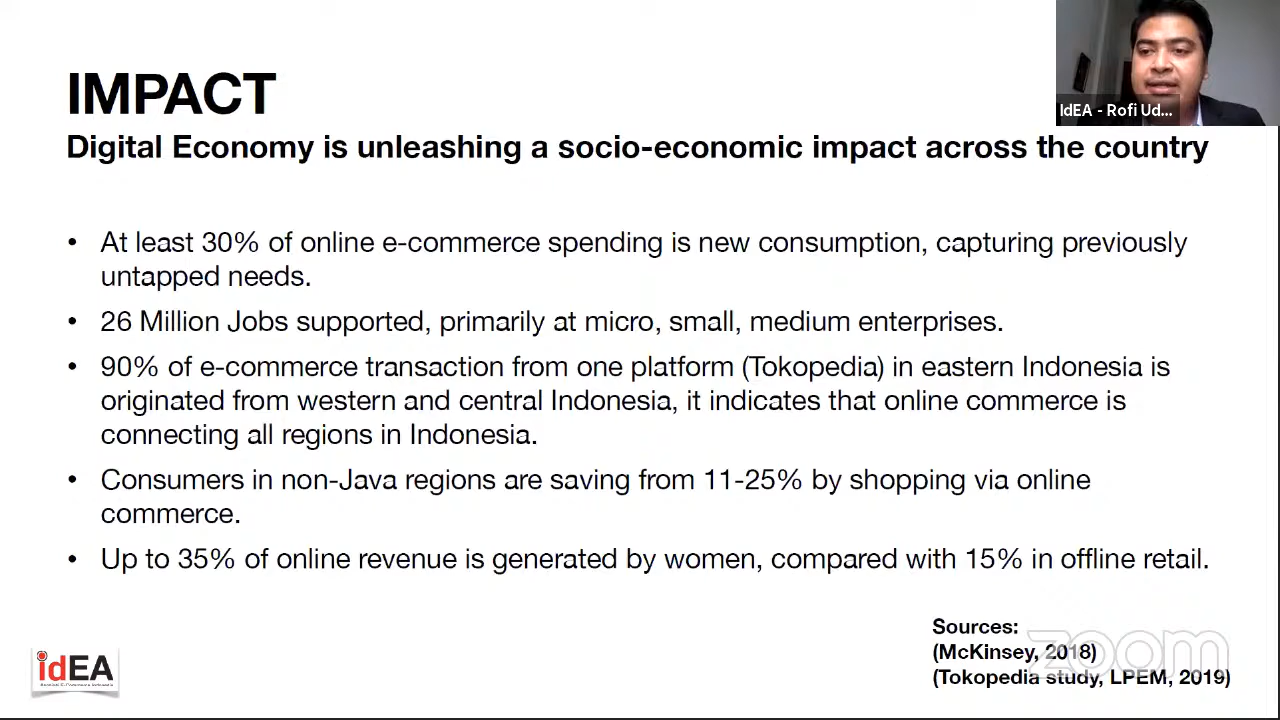 IMPACT
IdEA - Rofi Ud...
Digital Economy is unleashing a socio-economic impact across the country
• At least 30% of online e-commerce spending is new consumption, capturing previously
untapped needs.
• 26 Million Jobs supported, primarily at micro, small, medium enterprises.
• 90% of e-commerce transaction from one platform (Tokopedia) in eastern Indonesia is
originated from western and central Indonesia, it indicates that online commerce is
connecting all regions in Indonesia.
• Consumers in non-Java regions are saving from 11-25% by shopping via online
commerce.
• Up to 35% of online revenue is generated by women, compared with 15% in offline retail.
Sources:
(McKinsey, 2018)
(Tokopedia study, LPEM, 2019)
zoom
idEA